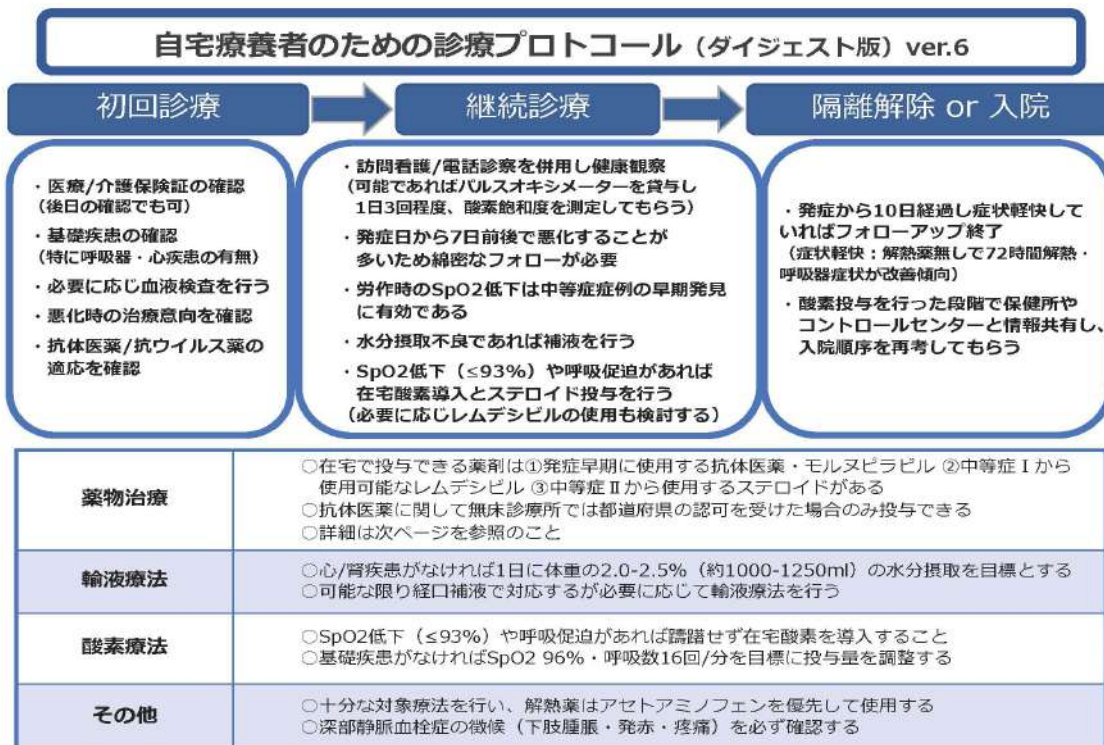 自宅療養者のための診療プロトコール（ダイジェスト版）ver.6
初回診療
継続診療
隔離解除 or 入院
・医療/介護保険証の確認
（後日の確認でも可）
・基礎疾患の確認
（特に呼吸器・心疾患の有無）
・必要に応じ血液検査を行う
・悪化時の治療意向を確認
・抗体医薬/抗ウイルス薬の
適応を確認
・訪問看護/電話診察を併用し健康観察
（可能であればパルスオキシメーターを貸与し
1日3回程度、酸素飽和度を測定してもらう）
・発症日から7日前後で悪化することが
多いため綿密なフォローが必要
・労作時のSpO2低下は中等症症例の早期発見
に有効である
・水分摂取不良であれば補液を行う
・SpO2低下（≤93%）や呼吸促迫があれば
在宅酸素導入とステロイド投与を行う
（必要に応じレムデシビルの使用も検討する）
・発症から10日経過し症状軽快して
いればフォローアップ終了
（症状軽快：解熱薬無しで72時間解熱・
呼吸器症状が改善傾向）
・酸素投与を行った段階で保健所や
コントロールセンターと情報共有し、
入院順序を再考してもらう
薬物治療
○在宅で投与できる薬剤は①発症早期に使用する抗体医薬・モルヌピラビル ②中等症Ⅰから
使用可能なレムデシビル ③中等症Ⅱから使用するステロイドがある
○抗体医薬に関して無床診療所では都道府県の認可を受けた場合のみ投与できる
○詳細は次ページを参照のこと
輸液療法
○心/腎疾患がなければ1日に体重の2.0-2.5%（約1000-1250ml）の水分摂取を目標とする
○可能な限り経口補液で対応するが必要に応じて輸液療法を行う
酸素療法
○SpO2低下（≤93%）や呼吸促迫があれば躊躇せず在宅酸素を導入すること
○基礎疾患がなければSpO2 96%・呼吸数16回/分を目標に投与量を調整する
その他
○十分な対象療法を行い、解熱薬はアセトアミノフェンを優先して使用する
○深部静脈血栓症の徴候（下肢腫脹・発赤・疼痛）を必ず確認する